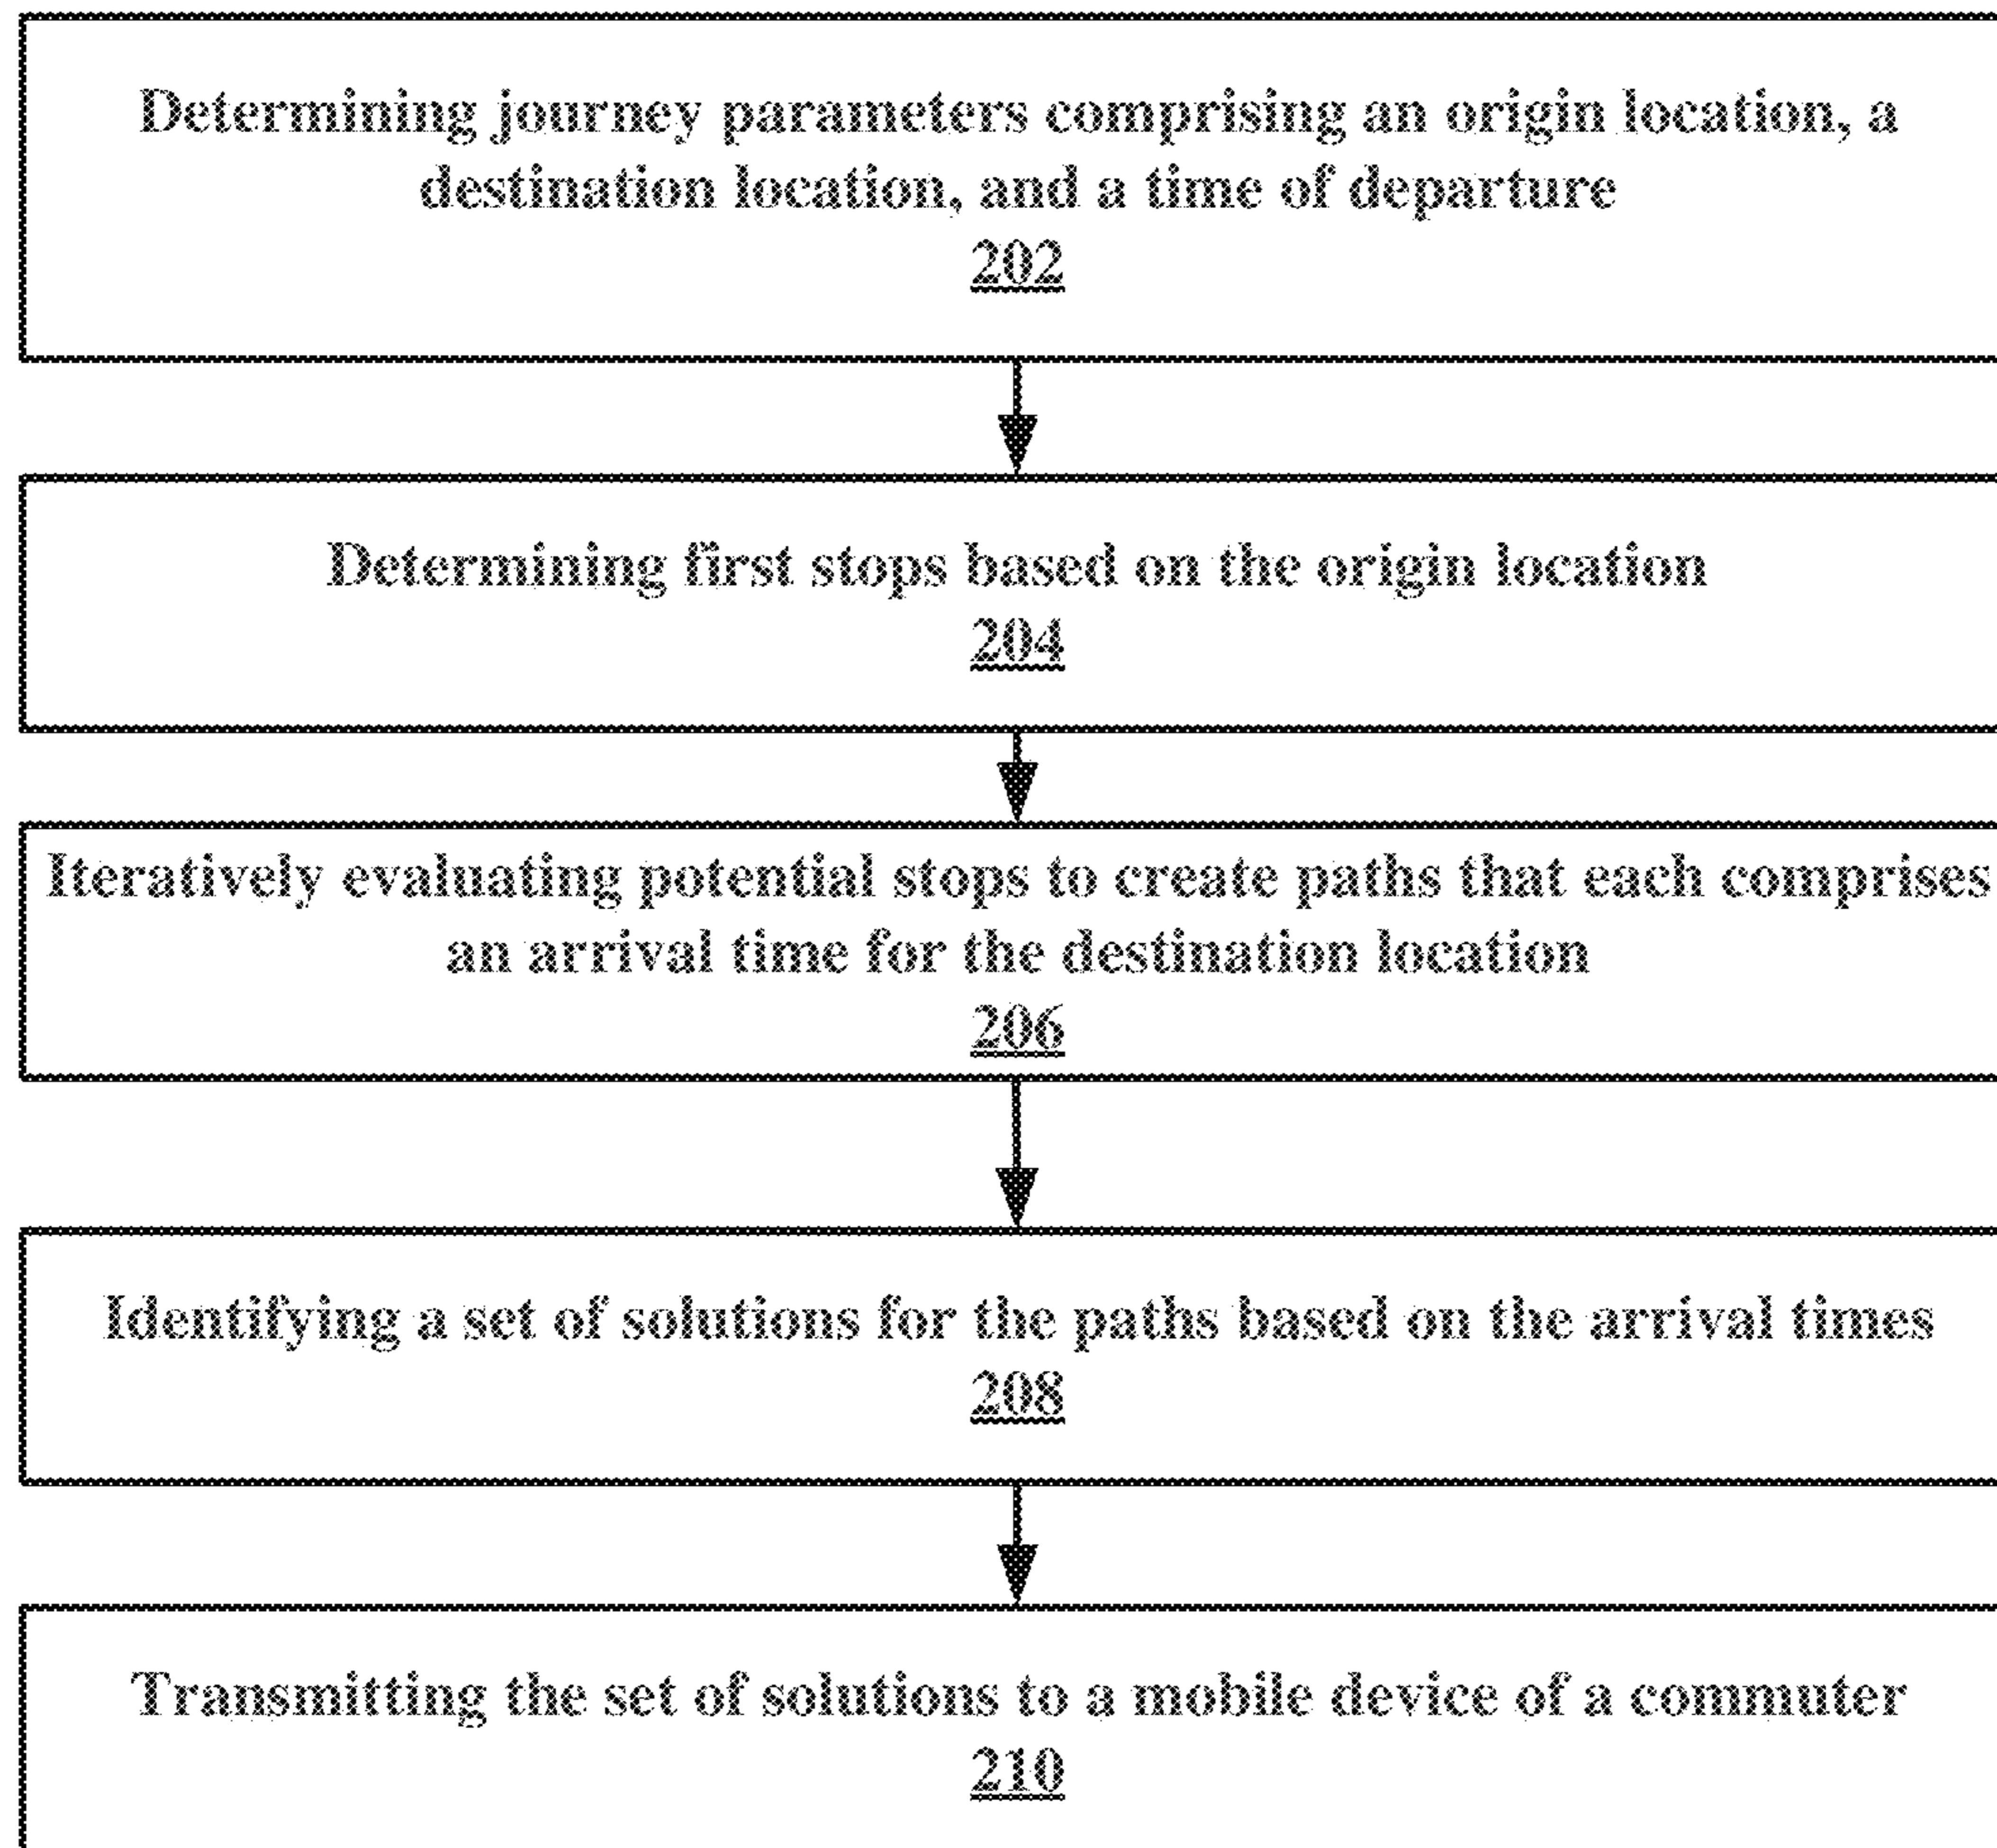 Determining journey parameters comprising an origin location, a
destination location, and a time of departure
202
Determining first stops based on the origin location
204
Iteratively evaluating potential stops to create paths that each comprises
an arrival time for the destination location
206
Identifying a set of solutions for the paths based on the arrival times
208
Transmitting the set of solutions to a mobile device of a commuter
210